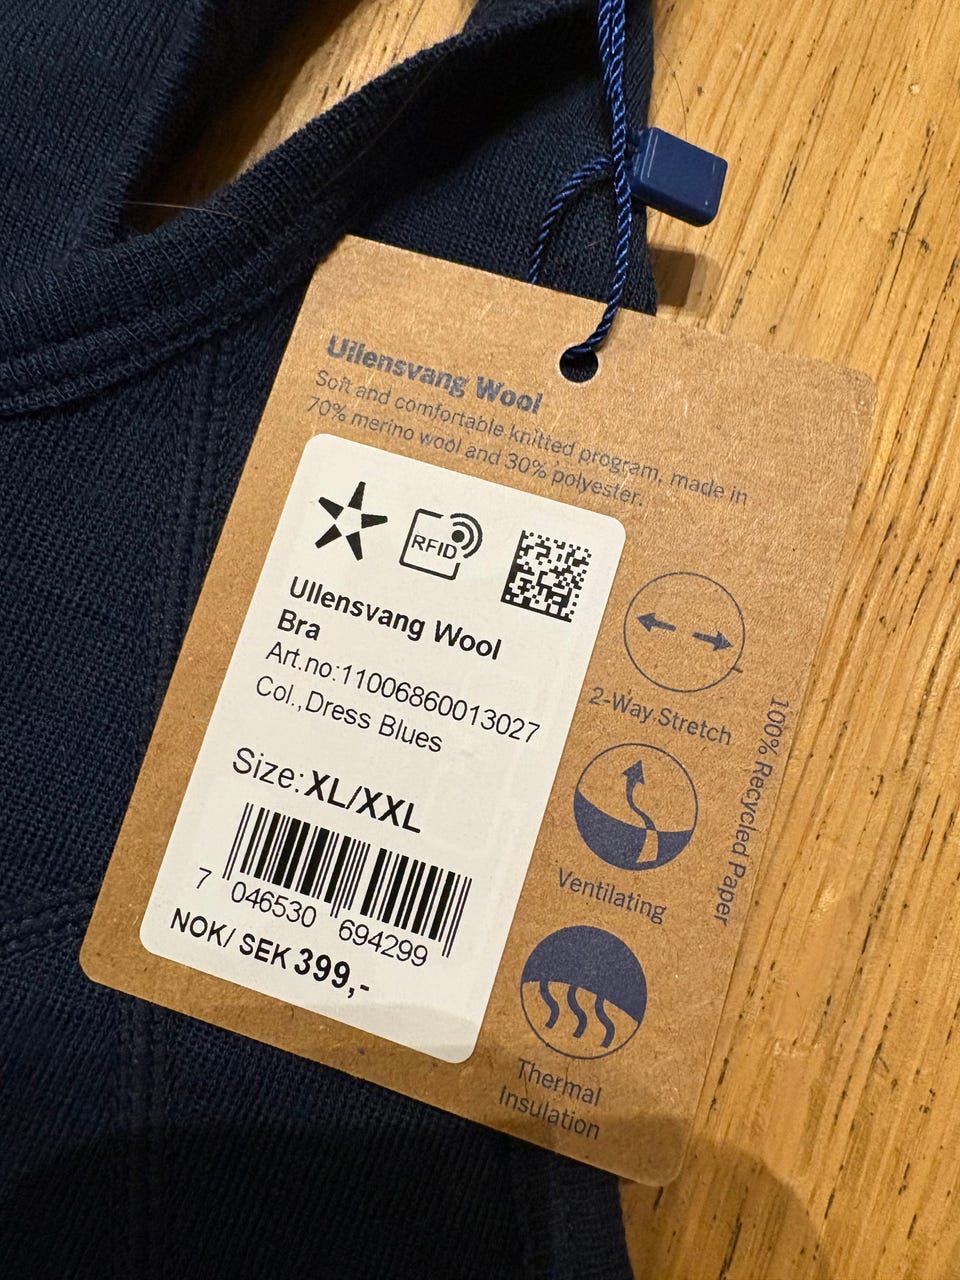 Ullensvang Wool
Soft and comfortable knitted program, made in
70% merino wool and 30% polyester.
RFID
Ullensvang Wool
Bra
Art.no:11006860013027
Col.,Dress Blues
Size:XL/XXL
7 046530 694299
NOK/ SEK 399,-
2-Way Stretch
Ventilating
Thermal
Insulation
100% Recycled Paper